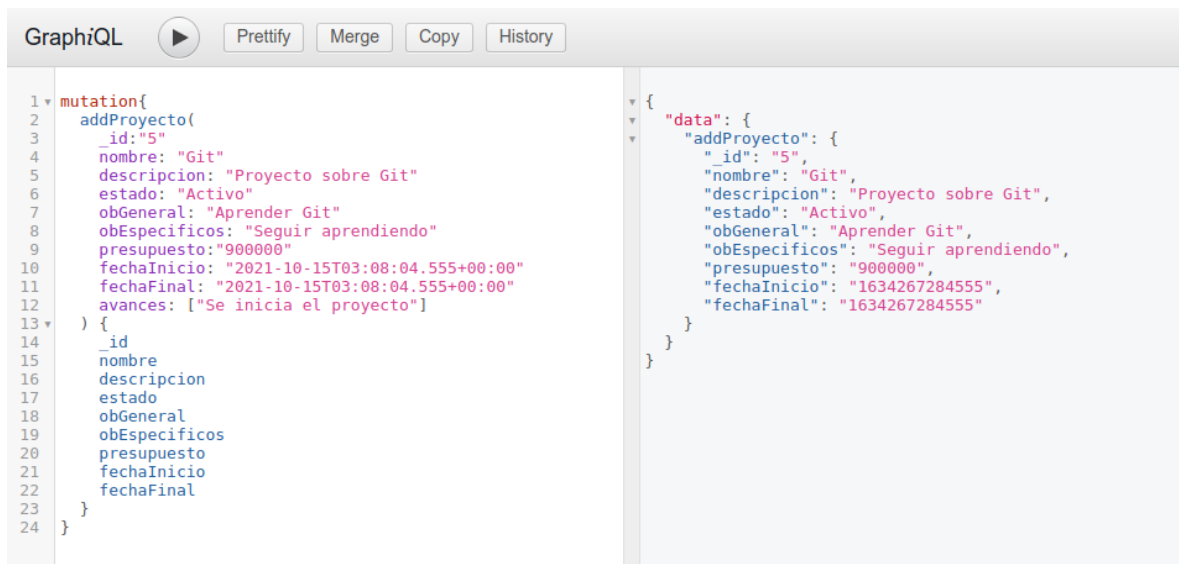 GraphiQL Prettify Merge Copy History
1 mutation{
2 addProyecto(
3 _id:"5"
4 nombre: "Git"
5 descripcion: "Proyecto sobre Git"
6 estado: "Activo"
7 obGeneral: "Aprender Git"
8 obEspecificos: "Seguir aprendiendo"
9 presupuesto:"900000"
10 fechaInicio: "2021-10-15T03:08:04.555+00:00"
11 fechaFinal: "2021-10-15T03:08:04.555+00:00"
12 avances: ["Se inicia el proyecto"]
13 ) {
14 _id
15 nombre
16 descripcion
17 estado
18 obGeneral
19 obEspecificos
20 presupuesto
21 fechaInicio
22 fechaFinal
23 }
24 }
{
"data": {
"addProyecto": {
"_id": "5",
"nombre": "Git",
"descripcion": "Proyecto sobre Git",
"estado": "Activo",
"obGeneral": "Aprender Git",
"obEspecificos": "Seguir aprendiendo",
"presupuesto": "900000",
"fechaInicio": "1634267284555",
"fechaFinal": "1634267284555"
}
}
}